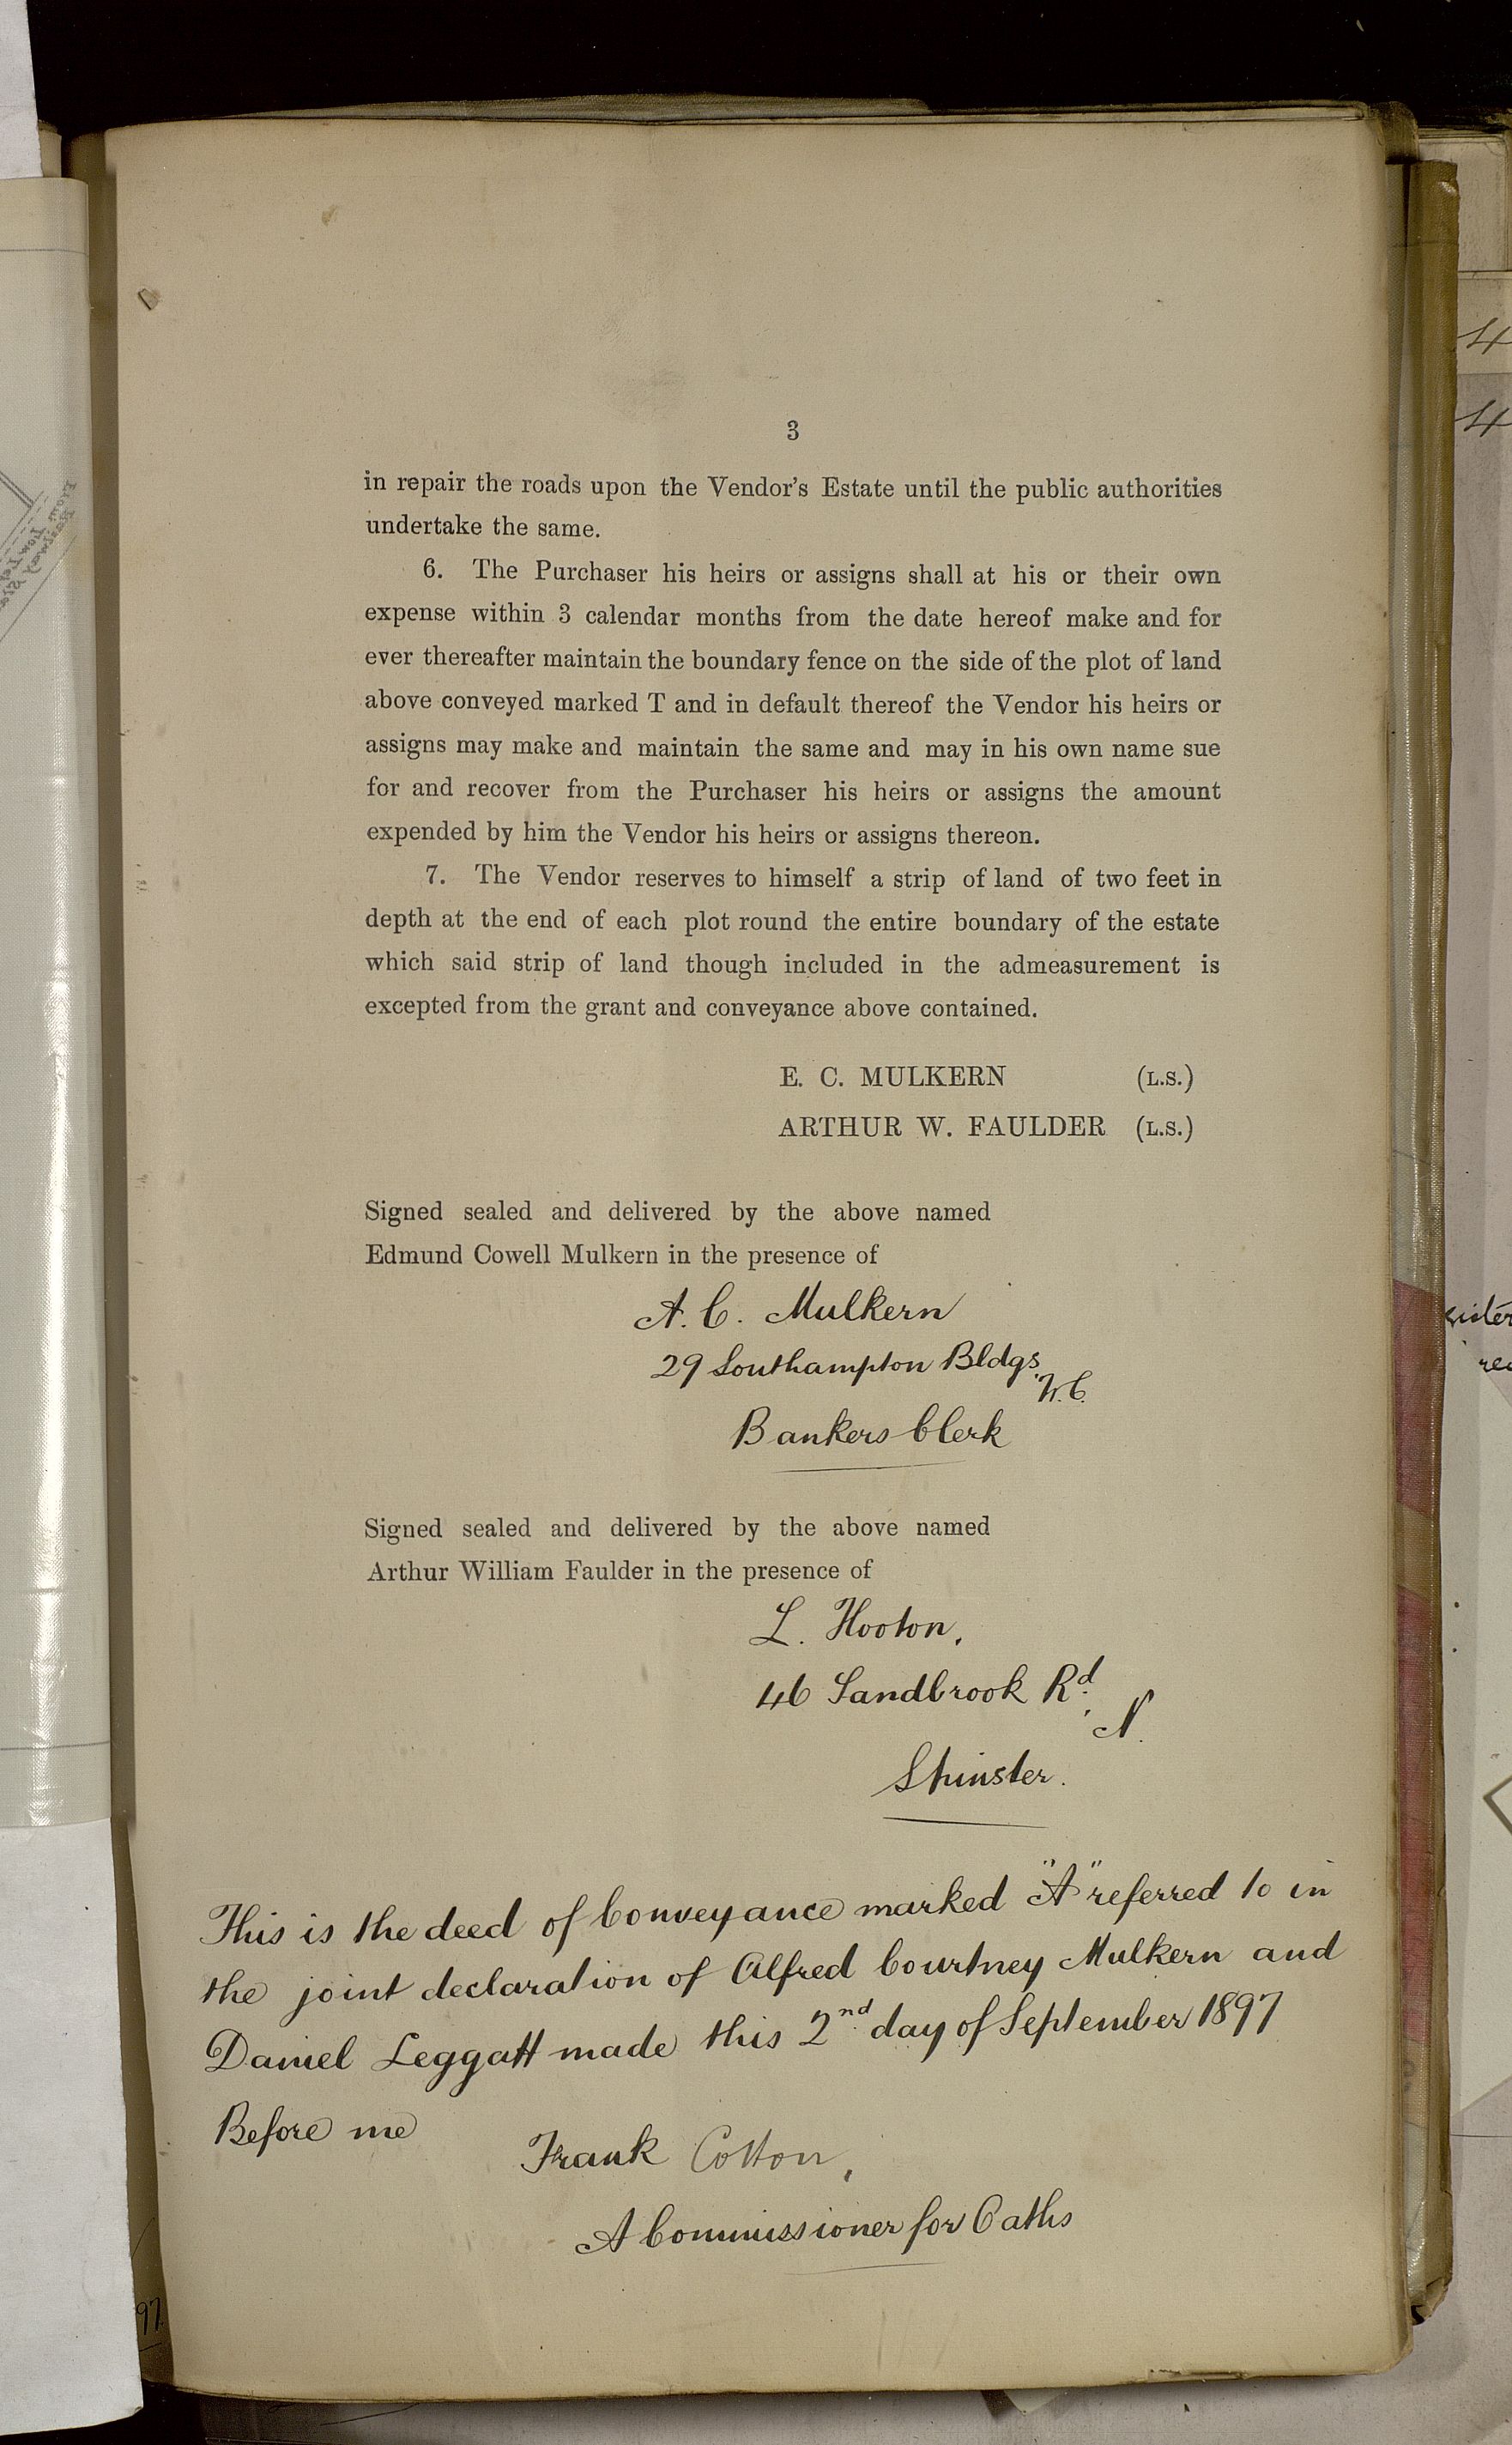 3
in repair the roads upon the Vendor's Estate until the public authorities
undertake the same.
6. The Purchaser his heirs or assigns shall at his or their own
expense within 3 calendar months from the date hereof make and for
ever thereafter maintain the boundary fence on the side of the plot of land
above conveyed marked T and in default thereof the Vendor his heirs or
assigns may make and maintain the same and may in his own name sue
for and recover from the Purchaser his heirs or assigns the amount
expended by him the Vendor his heirs or assigns thereon.
7. The Vendor reserves to himself a strip of land of two feet in
depth at the end of each plot round the entire boundary of the estate
which said strip of land though included in the admeasurement is
excepted from the grant and conveyance above contained.
E. C. MULKERN (L.S.)
ARTHUR W. FAULDER (L.S.)
Signed sealed and delivered by the above named
Edmund Cowell Mulkern in the presence of
A. C. Mulkern
29 Southampton Bldgs
W.C.
Bankers Clerk
Signed sealed and delivered by the above named
Arthur William Faulder in the presence of
L. Hooton,
46 Sandbrook Rd.
N.
Spinster.
This is the deed of Conveyance marked "A" referred to in
the joint declaration of Alfred Courtney Mulkern and
Daniel Leggatt made this 2nd day of September 1897
Before me
Frank Cotton,
A Commissioner for Oaths
97
4
4